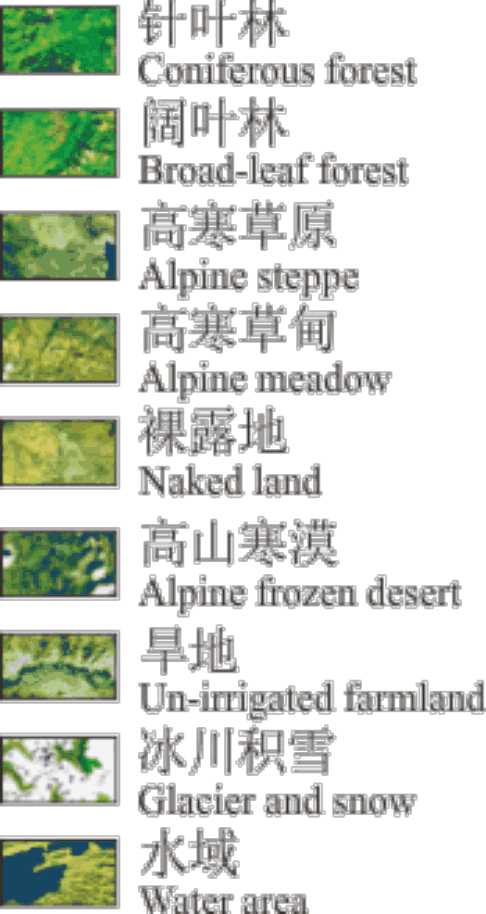 针叶林
Coniferous forest
阔叶林
Broad-leaf forest
高寒草原
Alpine steppe
高寒草甸
Alpine meadow
裸露地
Naked land
高山寒漠
Alpine frozen desert
旱地
Un-irrigated farmland
冰川积雪
Glacier and snow
水域
Water area